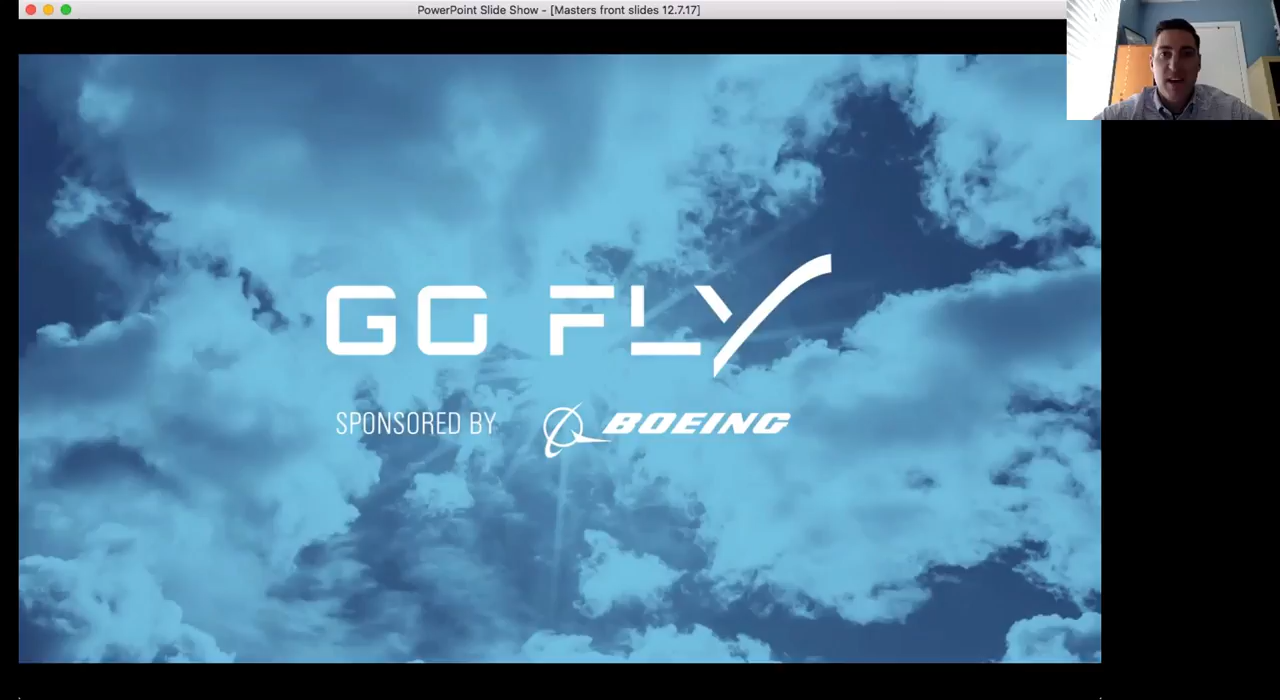 PowerPoint Slide Show - [Masters front slides 12.7.17]
GO FLY
SPONSORED BY BOEING